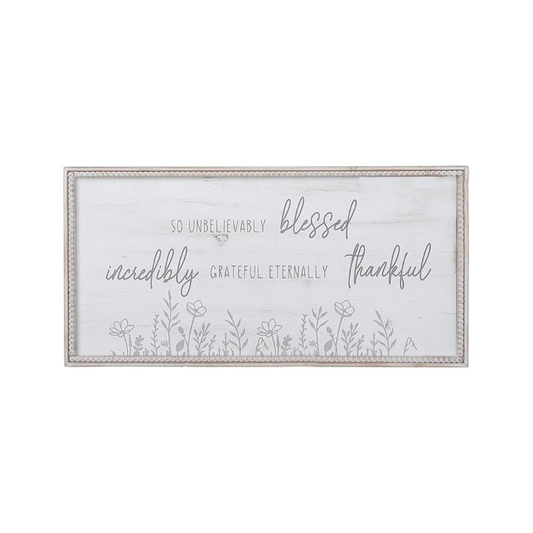 SO UNBELIEVABLY blessed
incredibly GRATEFUL ETERNALLY thankful